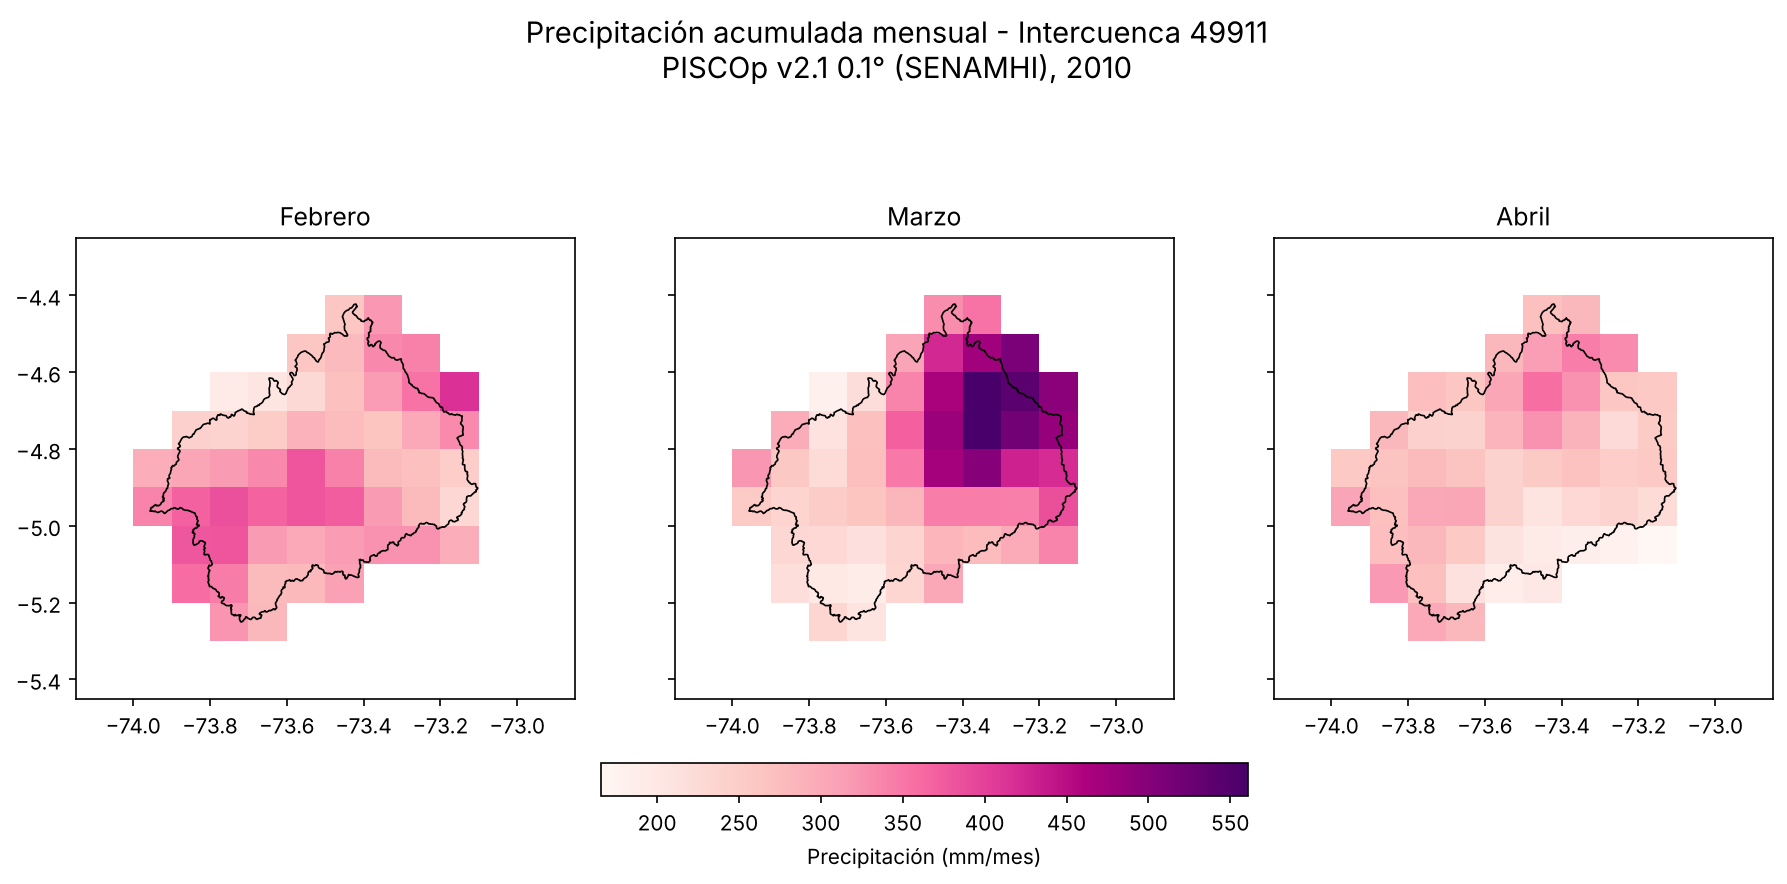 Precipitación acumulada mensual - Intercuenca 49911
PISCOp v2.1 0.1° (SENAMHI), 2010
Febrero
Marzo
Abril
−4.4
−4.6
−4.8
−5.0
−5.2
−5.4
−74.0 −73.8 −73.6 −73.4 −73.2 −73.0
−74.0 −73.8 −73.6 −73.4 −73.2 −73.0
−74.0 −73.8 −73.6 −73.4 −73.2 −73.0
200 250 300 350 400 450 500 550
Precipitación (mm/mes)